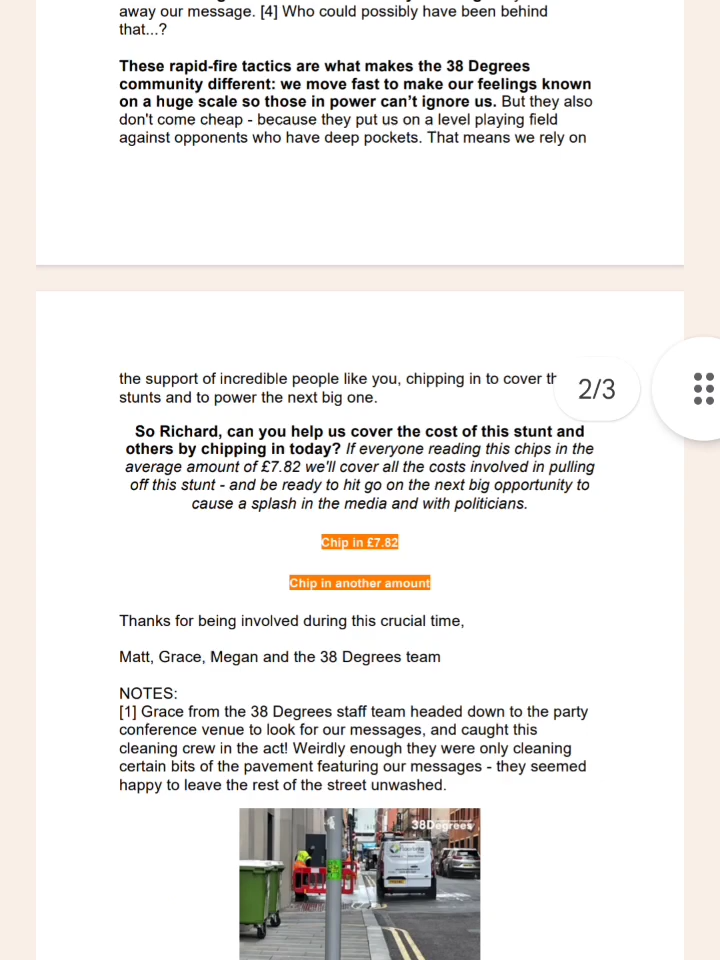 away our message. [4] Who could possibly have been behind
that...?
These rapid-fire tactics are what makes the 38 Degrees
community different: we move fast to make our feelings known
on a huge scale so those in power can’t ignore us. But they also
don't come cheap - because they put us on a level playing field
against opponents who have deep pockets. That means we rely on
the support of incredible people like you, chipping in to cover
stunts and to power the next big one.
2/3
So Richard, can you help us cover the cost of this stunt and
others by chipping in today? If everyone reading this chips in the
average amount of £7.82 we'll cover all the costs involved in pulling
off this stunt - and be ready to hit go on the next big opportunity to
cause a splash in the media and with politicians.
Chip in £7.82
Chip in another amount
Thanks for being involved during this crucial time,
Matt, Grace, Megan and the 38 Degrees team
NOTES:
[1] Grace from the 38 Degrees staff team headed down to the party
conference venue to look for our messages, and caught this
cleaning crew in the act! Weirdly enough they were only cleaning
certain bits of the pavement featuring our messages - they seemed
happy to leave the rest of the street unwashed.
38Degrees